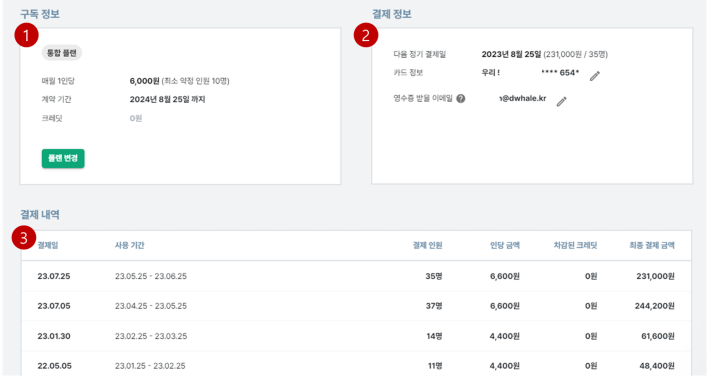 구독 정보
1
통합 플랜
매월 1인당 6,000원 (최소 약정 인원 10명)
계약 기간 2024년 8월 25일 까지
크레딧 0원
플랜 변경
결제 정보
2
다음 정기 결제일 2023년 8월 25일 (231,000원 / 35명)
카드 정보 우리 **** 654*
영수증 받을 이메일 ? @dwhale.kr
결제 내역
3
결제일 사용 기간 결제 인원 인당 금액 차감된 크레딧 최종 결제 금액
23.07.25 23.05.25 - 23.06.25 35명 6,600원 0원 231,000원
23.07.05 23.04.25 - 23.05.25 37명 6,600원 0원 244,200원
23.01.30 23.02.25 - 23.03.25 14명 4,400원 0원 61,600원
22.05.05 23.01.25 - 23.02.25 11명 4,400원 0원 48,400원